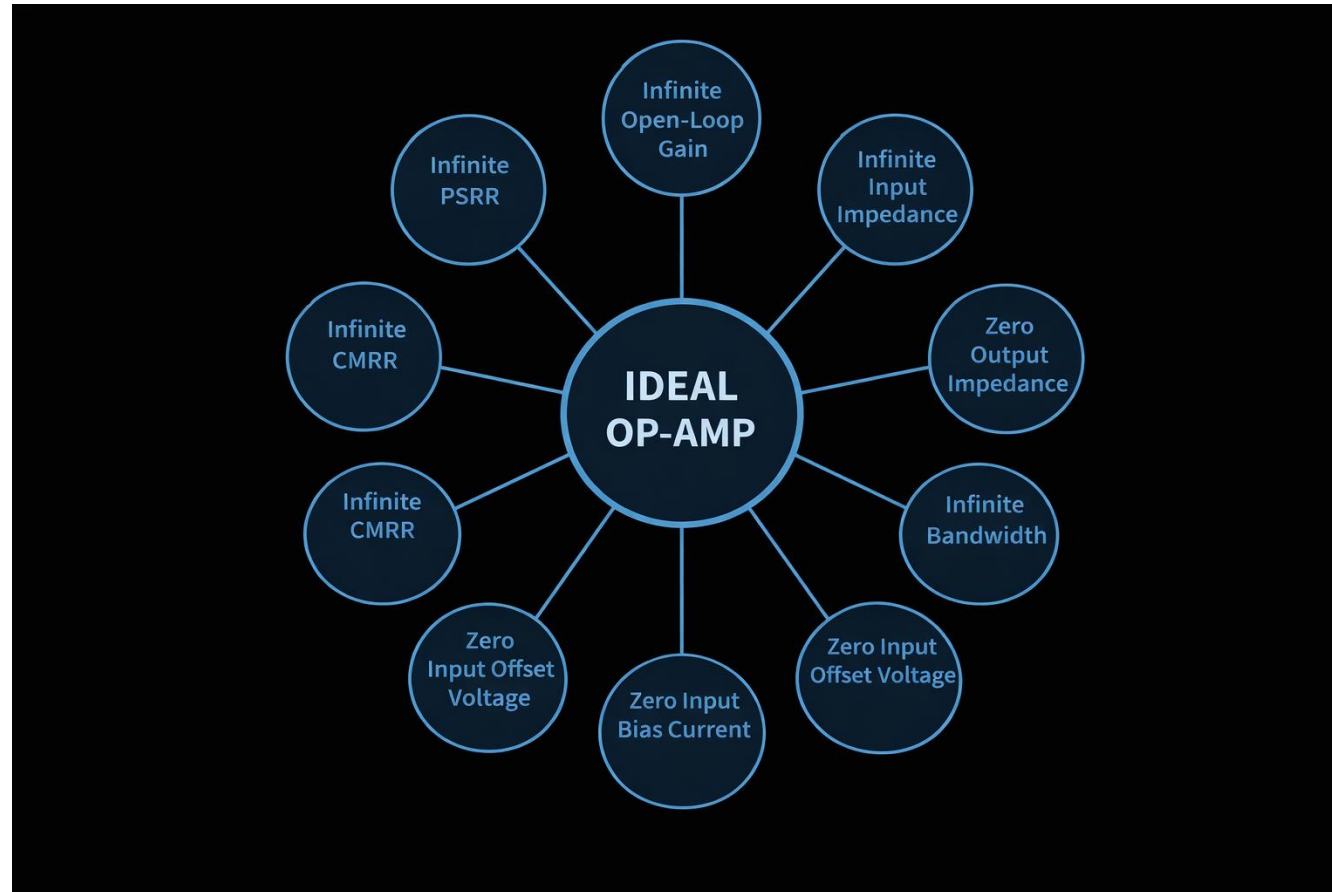 IDEAL
OP-AMP
Infinite
Open-Loop
Gain
Infinite
Input
Impedance
Zero
Output
Impedance
Infinite
Bandwidth
Zero Input
Offset Voltage
Zero Input
Bias Current
Zero
Input Offset
Voltage
Infinite
CMRR
Infinite
CMRR
Infinite
PSRR